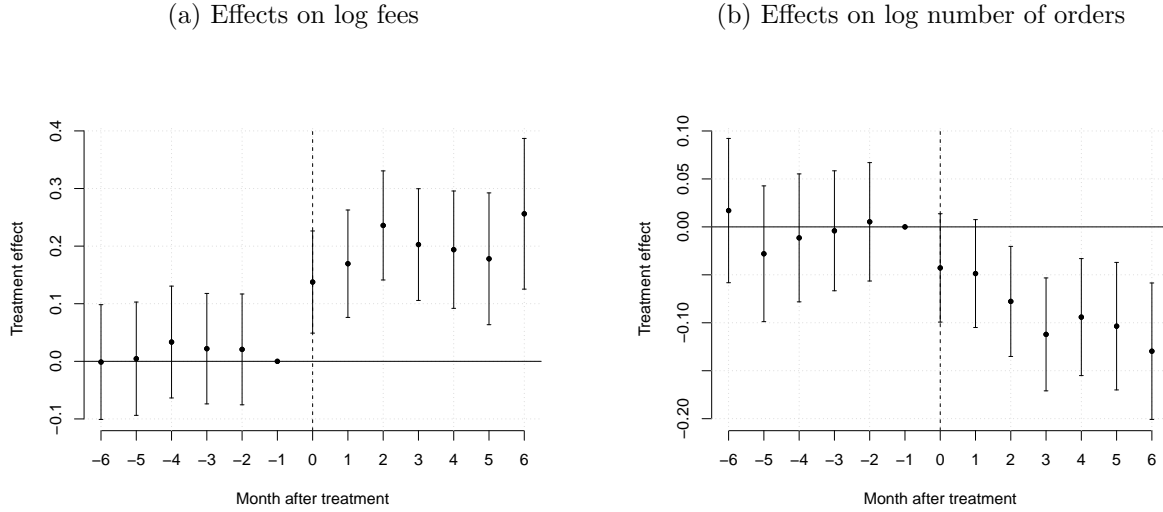 (a) Effects on log fees
Treatment effect
0.4
0.3
0.2
0.1
0.0
−0.1
−6 −5 −4 −3 −2 −1 0 1 2 3 4 5 6
Month after treatment
(b) Effects on log number of orders
Treatment effect
0.10
0.05
0.00
−0.10
−0.20
−6 −5 −4 −3 −2 −1 0 1 2 3 4 5 6
Month after treatment